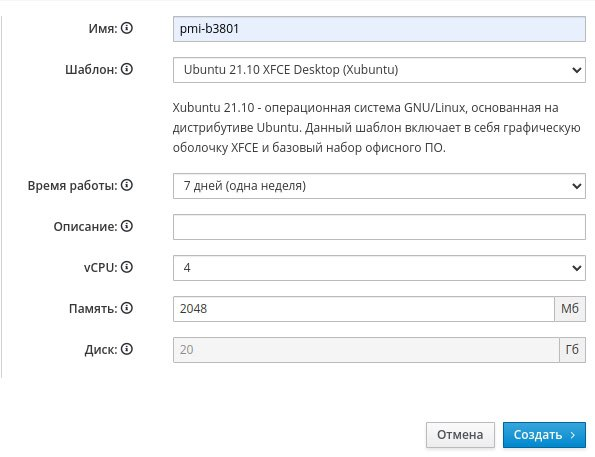 Имя: pmi-b3801
Шаблон: Ubuntu 21.10 XFCE Desktop (Xubuntu)
Xubuntu 21.10 - операционная система GNU/Linux, основанная на
дистрибутиве Ubuntu. Данный шаблон включает в себя графическую
оболочку XFCE и базовый набор офисного ПО.
Время работы: 7 дней (одна неделя)
Описание:
vCPU: 4
Память: 2048 Мб
Диск: 20 Гб
Отмена Создать